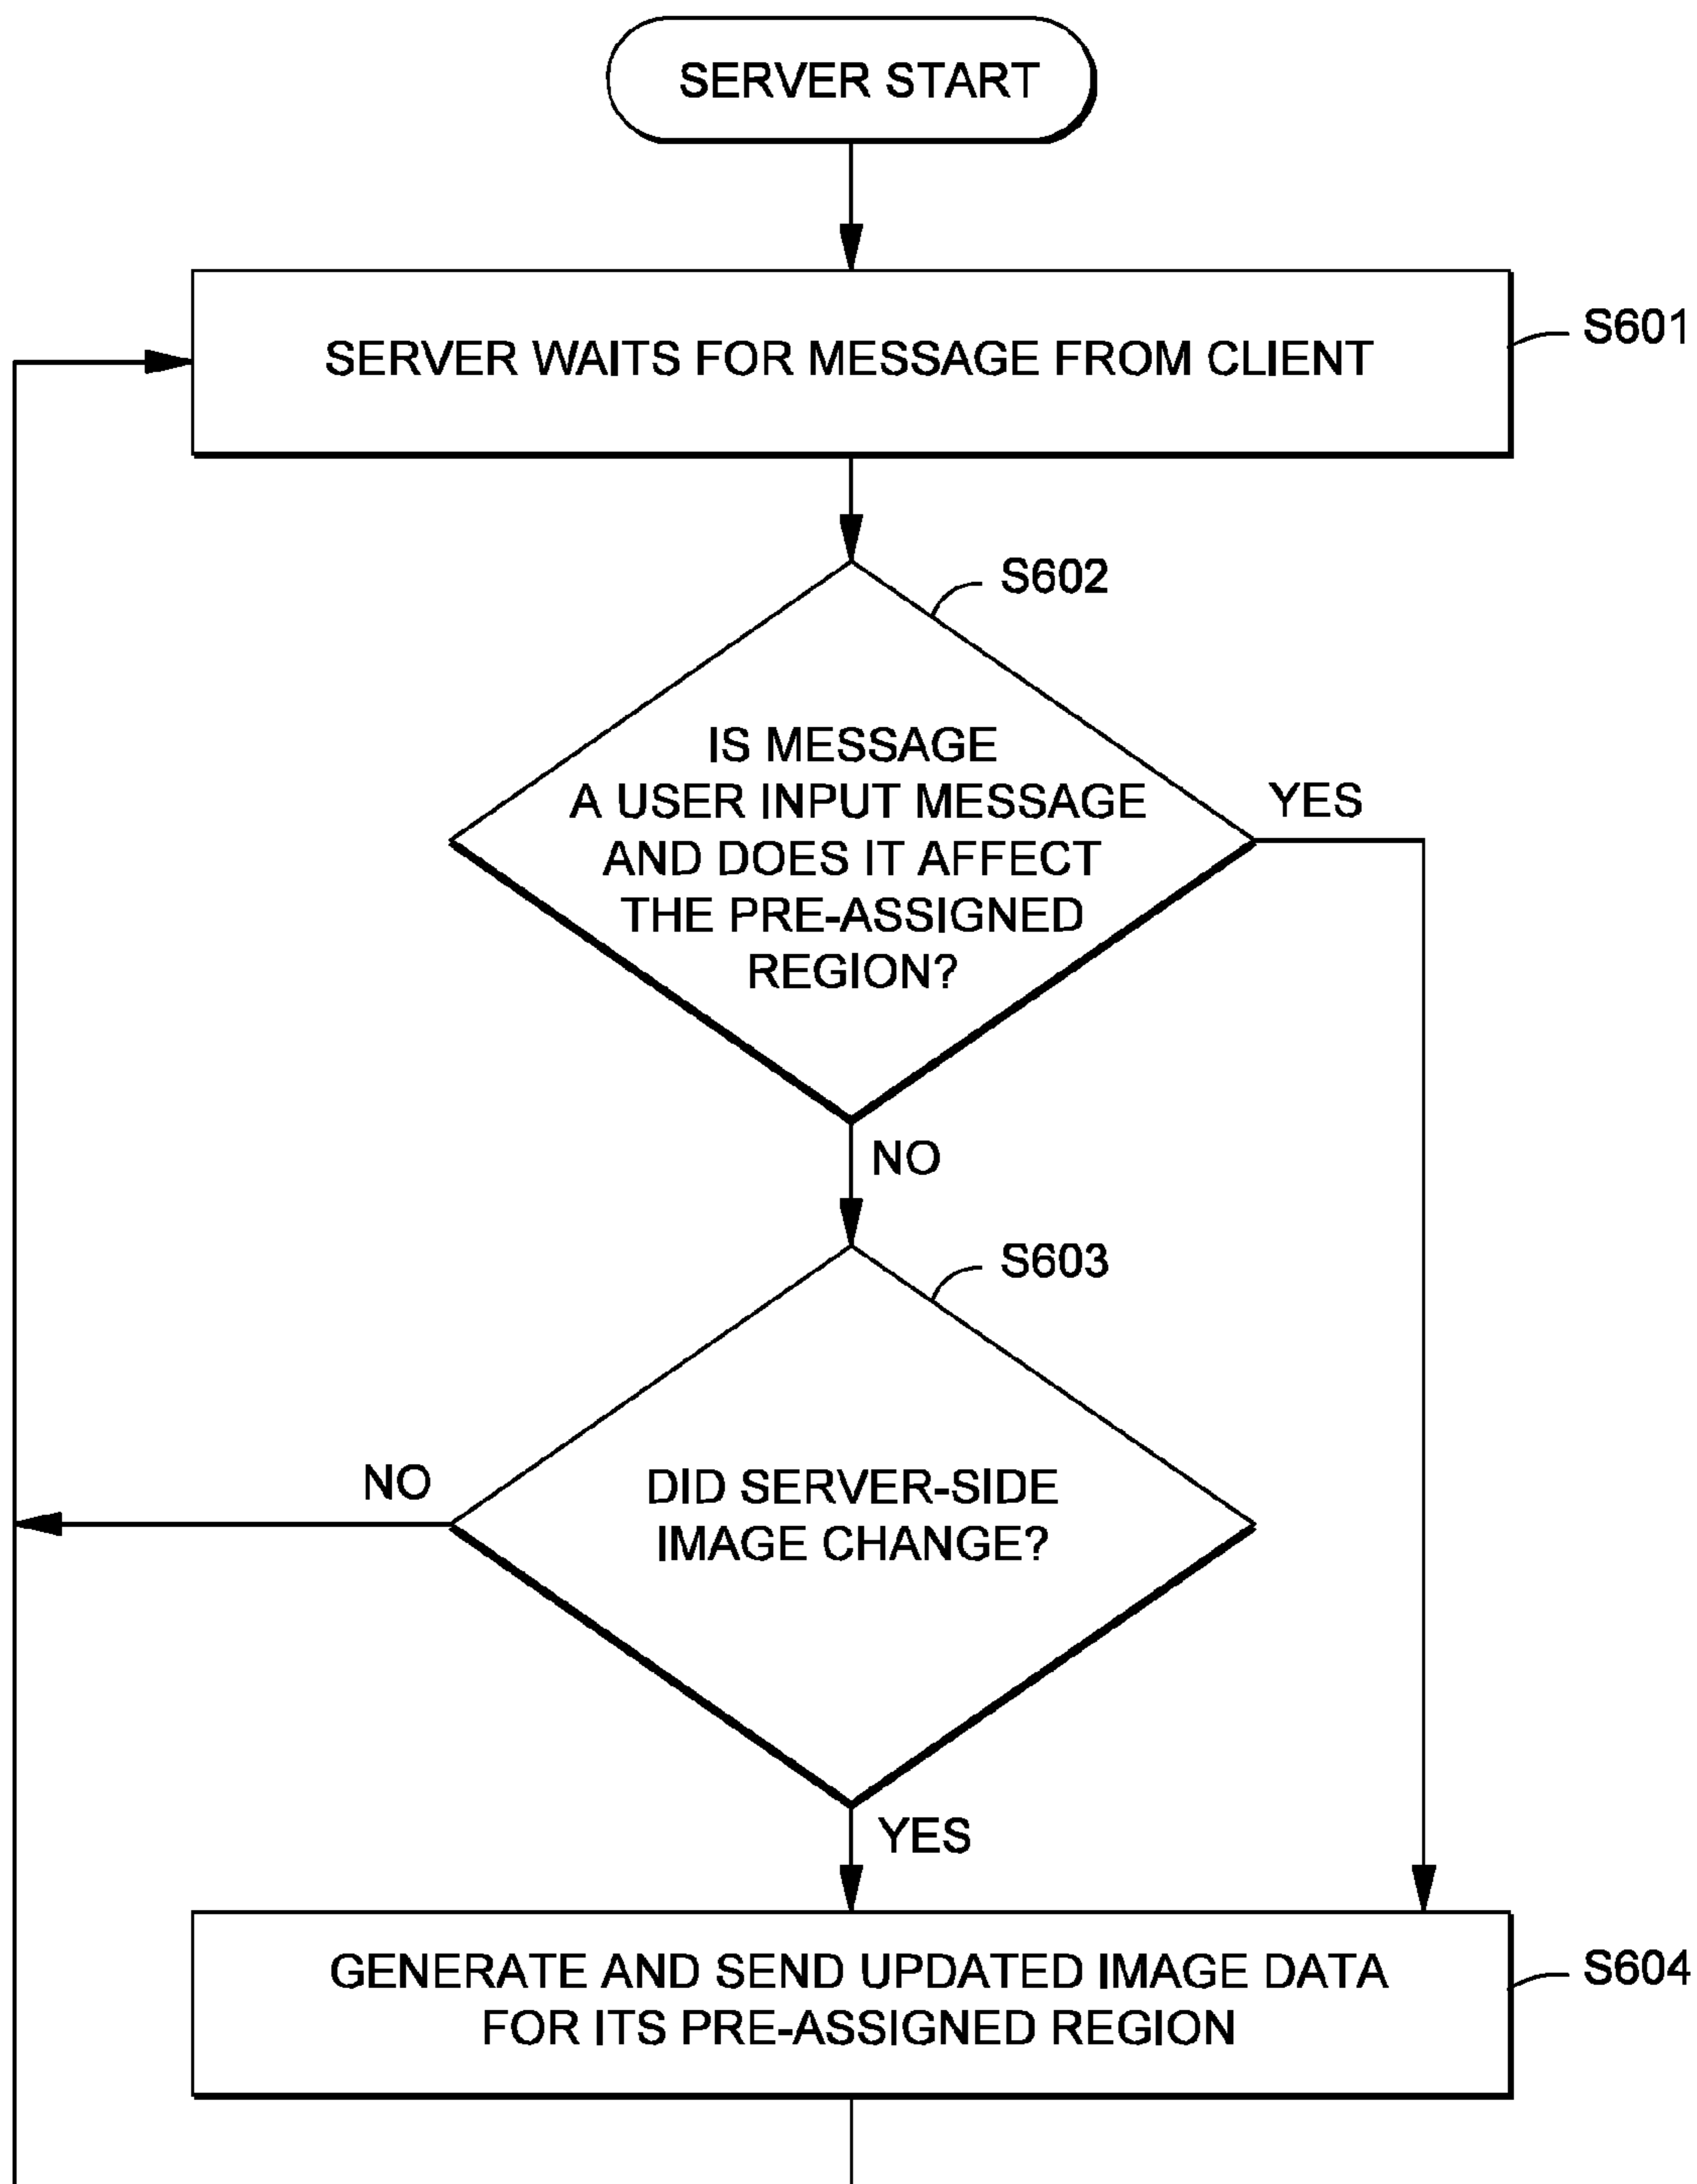 SERVER START
SERVER WAITS FOR MESSAGE FROM CLIENT
S601
S602
IS MESSAGE
A USER INPUT MESSAGE
AND DOES IT AFFECT
THE PRE-ASSIGNED
REGION?
YES
NO
S603
DID SERVER-SIDE
IMAGE CHANGE?
NO
YES
GENERATE AND SEND UPDATED IMAGE DATA
FOR ITS PRE-ASSIGNED REGION
S604